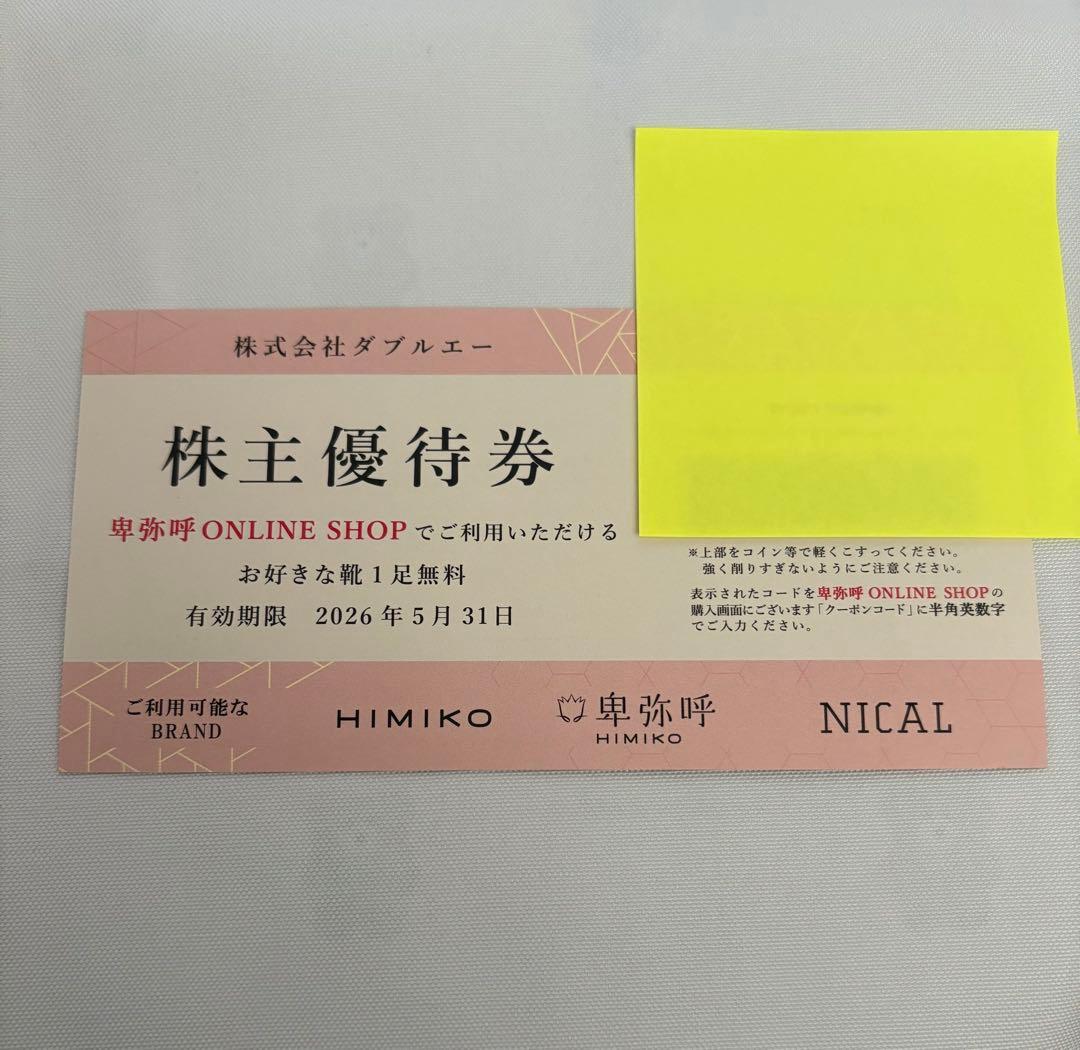 株式会社ダブルエー
株主優待券
卑弥呼ONLINE SHOPでご利用いただける
お好きな靴1足無料
有効期限 2026年5月31日
※上部をコイン等で軽くこすってください。
強く削りすぎないようにご注意ください。
表示されたコードを卑弥呼 ONLINE SHOPの
購入画面にございます「クーポンコード」に半角英数字
でご入力ください。
ご利用可能な
BRAND
HIMIKO
卑弥呼
HIMIKO
NICAL